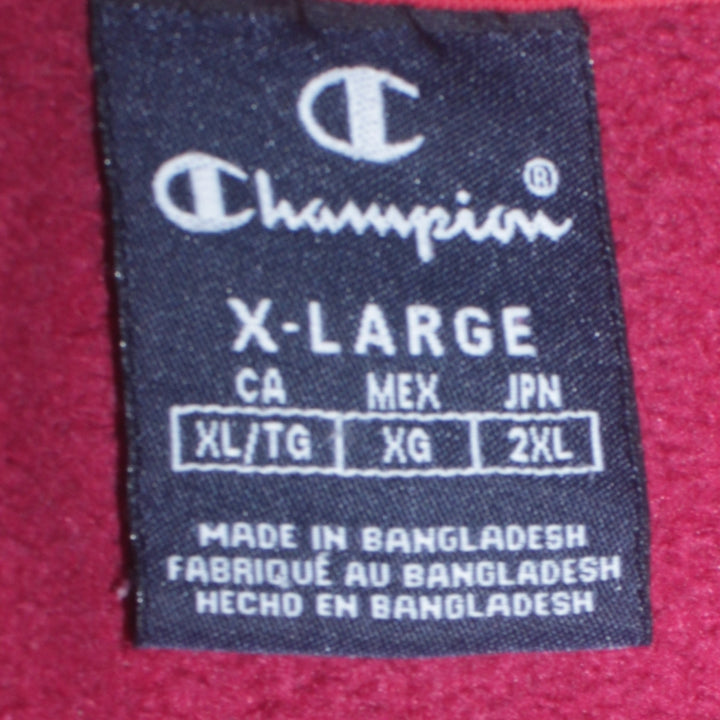 C
Champion®
X-LARGE
CA MEX JPN
XL/TG XG 2XL
MADE IN BANGLADESH
FABRIQUÉ AU BANGLADESH
HECHO EN BANGLADESH